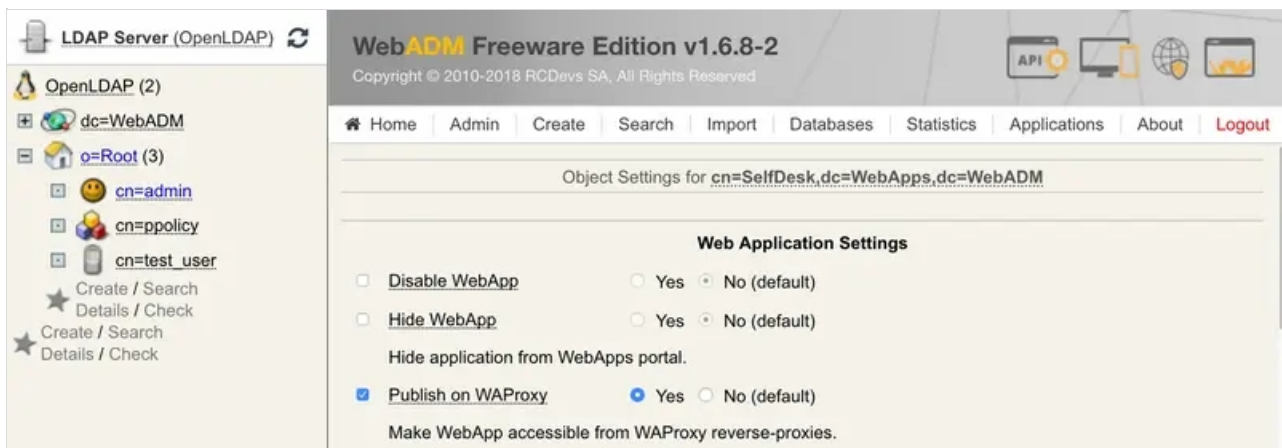 LDAP Server (OpenLDAP)
OpenLDAP (2)
dc=WebADM
o=Root (3)
cn=admin
cn=ppolicy
cn=test_user
Create / Search
Details / Check
Create / Search
Details / Check
WebADM Freeware Edition v1.6.8-2
Copyright © 2010-2018 RCDevs SA, All Rights Reserved
API
Home Admin Create Search Import Databases Statistics Applications About Logout
Object Settings for cn=SelfDesk,dc=WebApps,dc=WebADM
Web Application Settings
Disable WebApp Yes No (default)
Hide WebApp Yes No (default)
Hide application from WebApps portal.
Publish on WAProxy Yes No (default)
Make WebApp accessible from WAProxy reverse-proxies.